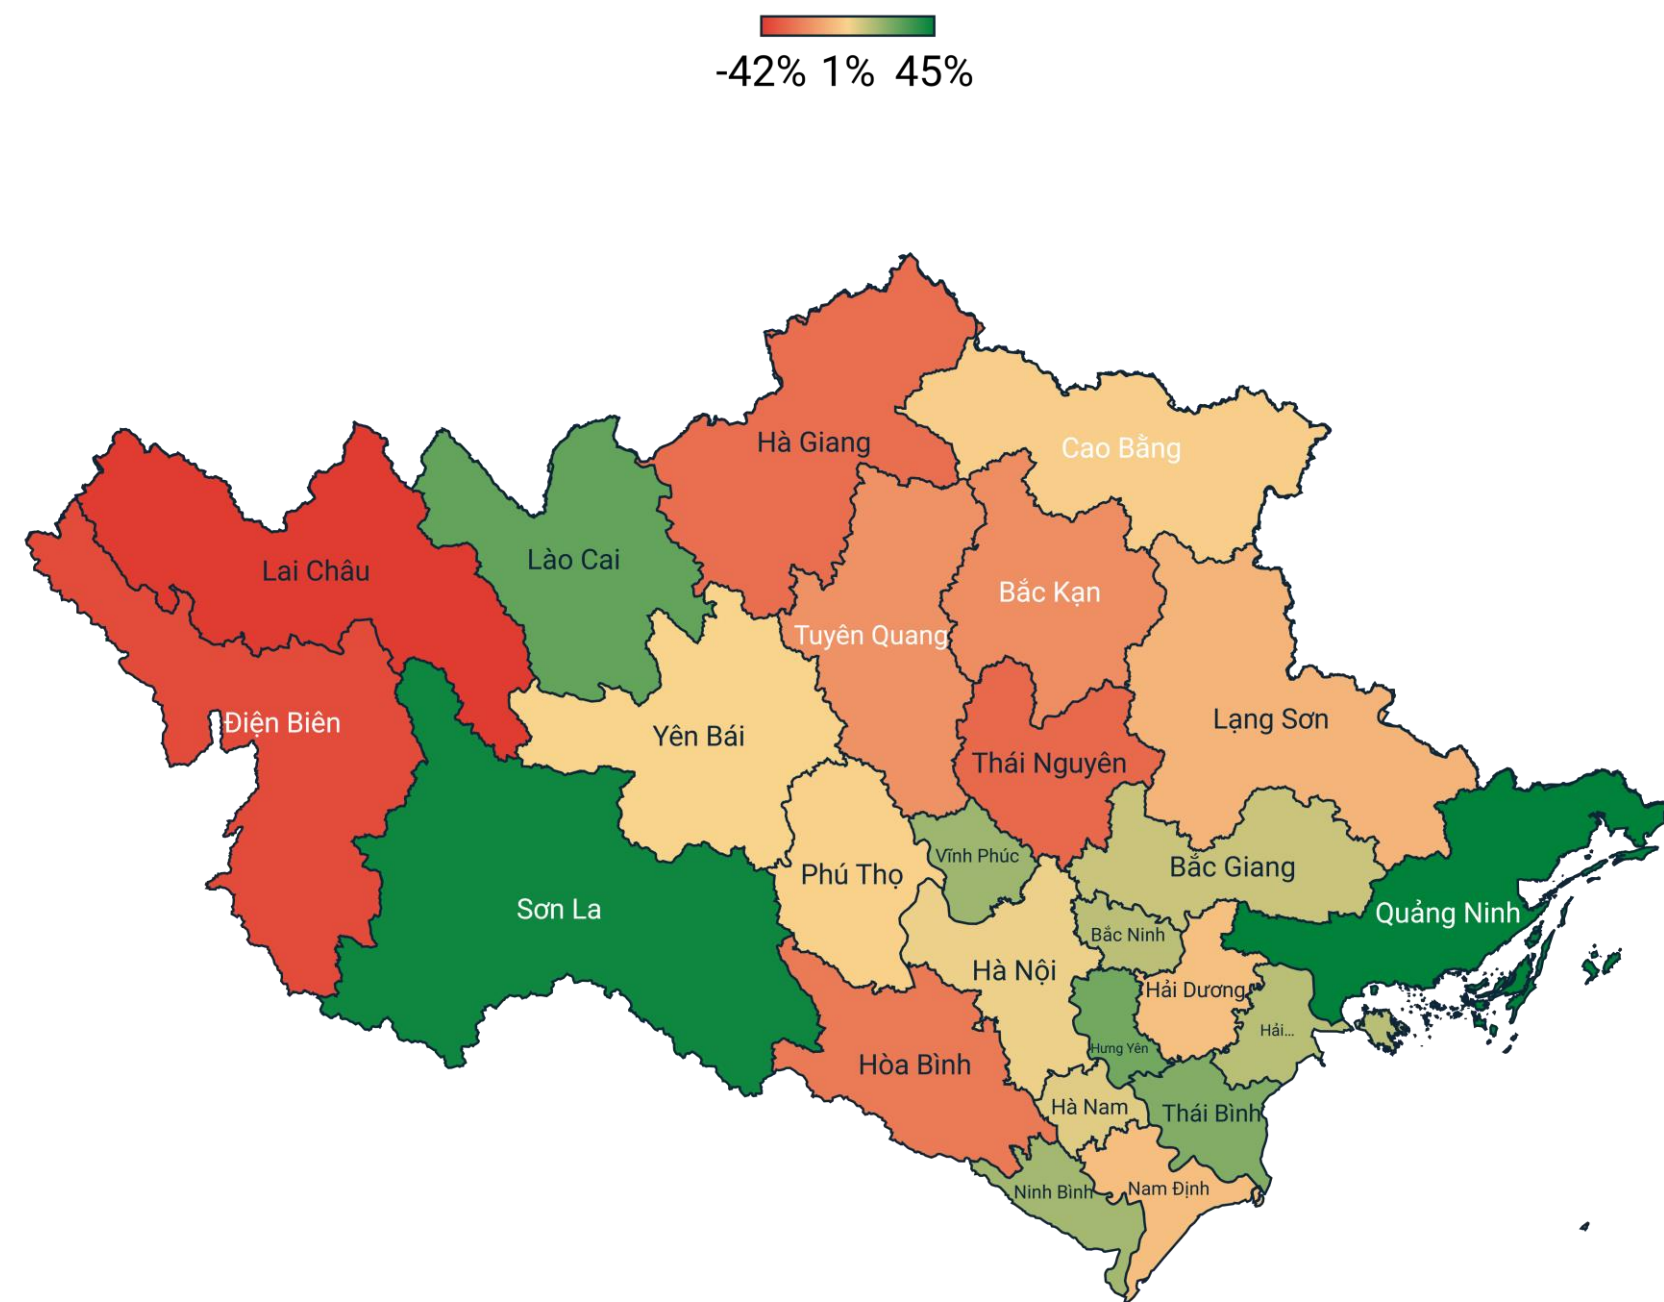 -42% 1% 45%
Hà Giang
Cao Bằng
Lai Châu
Lào Cai
Bắc Kạn
Tuyên Quang
Điện Biên
Yên Bái
Lạng Sơn
Thái Nguyên
Vĩnh Phúc
Phú Thọ
Bắc Giang
Sơn La
Quảng Ninh
Bắc Ninh
Hà Nội
Hải Dương
Hải...
Hưng Yên
Hòa Bình
Hà Nam
Thái Bình
Ninh Bình
Nam Định